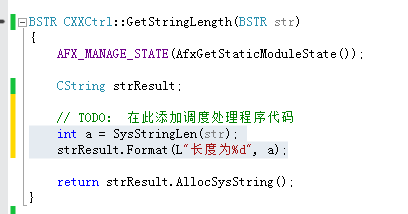 BSTR CXXCtrl::GetStringLength(BSTR str)
{
AFX_MANAGE_STATE(AfxGetStaticModuleState());
CString strResult;
// TODO: 在此添加调度处理程序代码
int a = SysStringLen(str);
strResult.Format(L"长度为%d", a);
return strResult.AllocSysString();
}